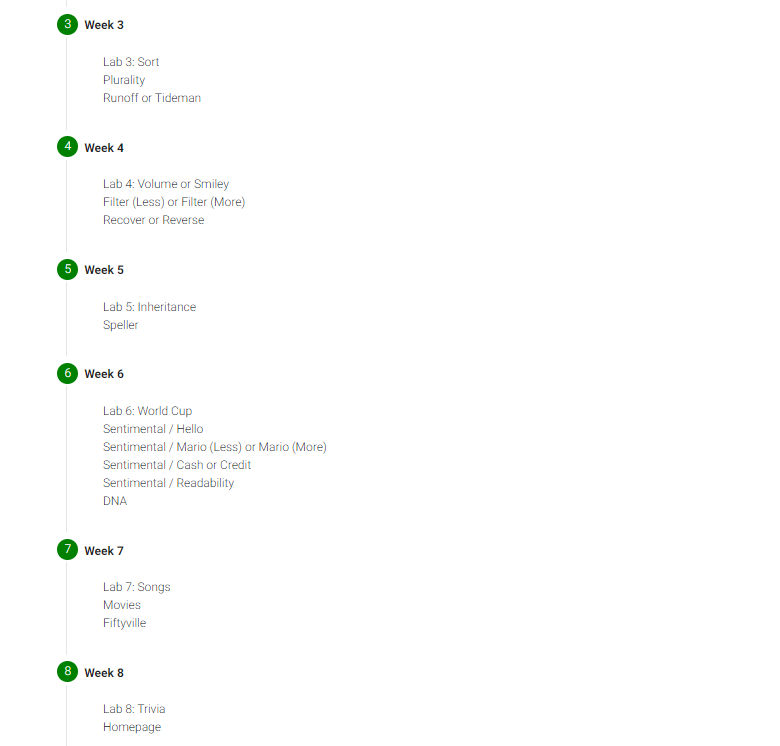 3 Week 3
Lab 3: Sort
Plurality
Runoff or Tideman
4 Week 4
Lab 4: Volume or Smiley
Filter (Less) or Filter (More)
Recover or Reverse
5 Week 5
Lab 5: Inheritance
Speller
6 Week 6
Lab 6: World Cup
Sentimental / Hello
Sentimental / Mario (Less) or Mario (More)
Sentimental / Cash or Credit
Sentimental / Readability
DNA
7 Week 7
Lab 7: Songs
Movies
Fiftyville
8 Week 8
Lab 8: Trivia
Homepage